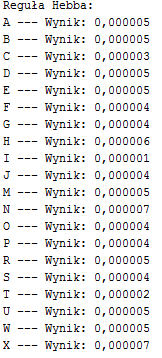 Reguła Hebba:
A --- Wynik: 0,000005
B --- Wynik: 0,000005
C --- Wynik: 0,000003
D --- Wynik: 0,000005
E --- Wynik: 0,000005
F --- Wynik: 0,000004
G --- Wynik: 0,000004
H --- Wynik: 0,000006
I --- Wynik: 0,000001
J --- Wynik: 0,000004
M --- Wynik: 0,000005
N --- Wynik: 0,000007
O --- Wynik: 0,000004
P --- Wynik: 0,000004
R --- Wynik: 0,000005
S --- Wynik: 0,000004
T --- Wynik: 0,000002
U --- Wynik: 0,000005
W --- Wynik: 0,000005
X --- Wynik: 0,000007